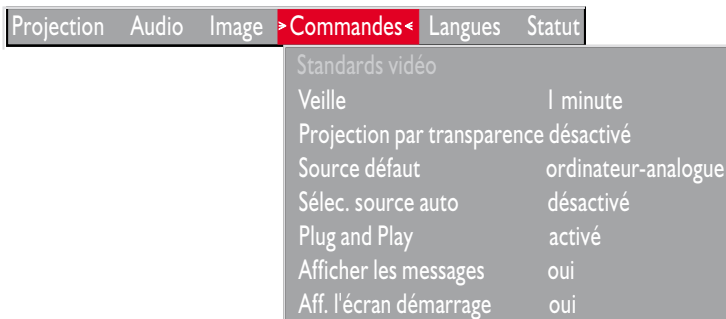 Projection Audio Image >Commandes< Langues Statut
Standards vidéo
Veille 1 minute
Projection par transparence désactivé
Source défaut ordinateur-analogue
Sélec. source auto désactivé
Plug and Play activé
Afficher les messages oui
Aff. l'écran démarrage oui